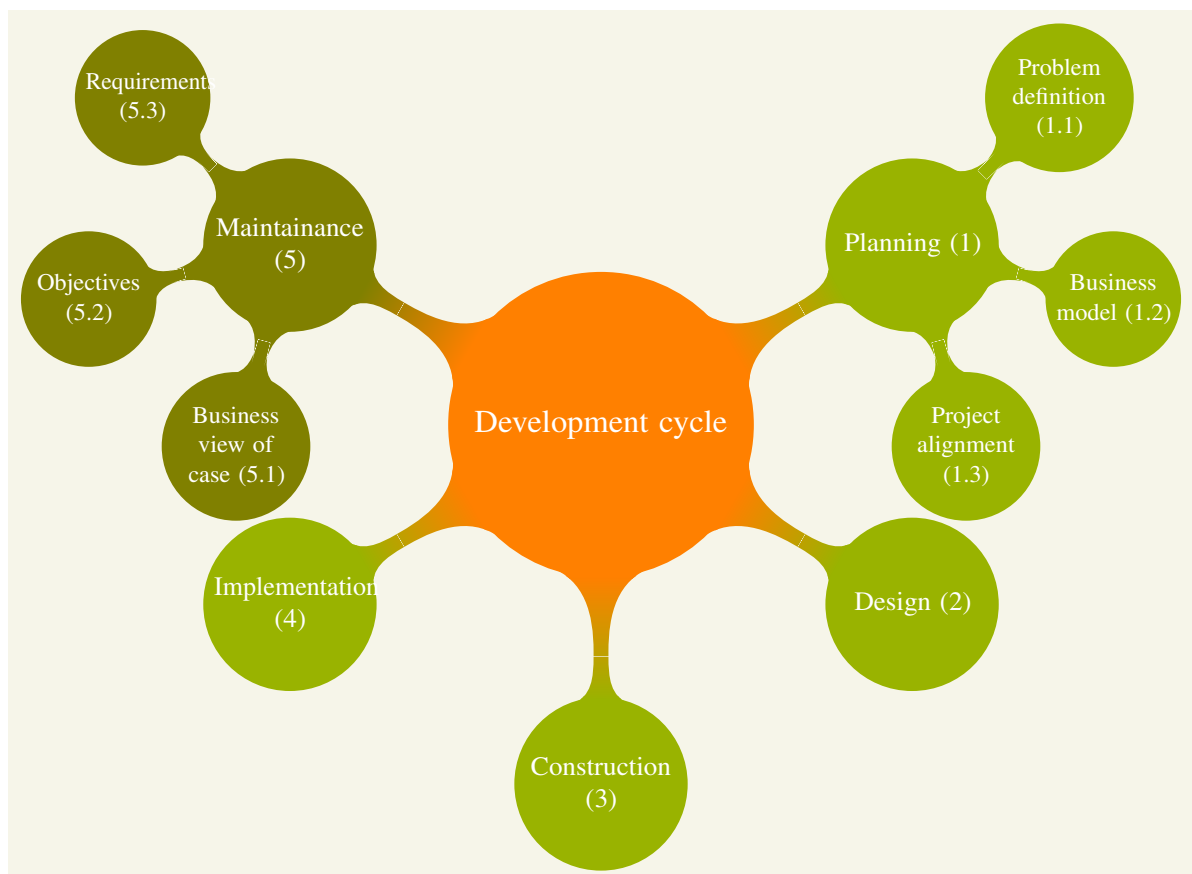 Requirements
(5.3)
Problem
definition
(1.1)
Maintainance
(5)
Planning (1)
Objectives
(5.2)
Business
model (1.2)
Development cycle
Business
view of
case (5.1)
Project
alignment
(1.3)
Implementation
(4)
Design (2)
Construction
(3)